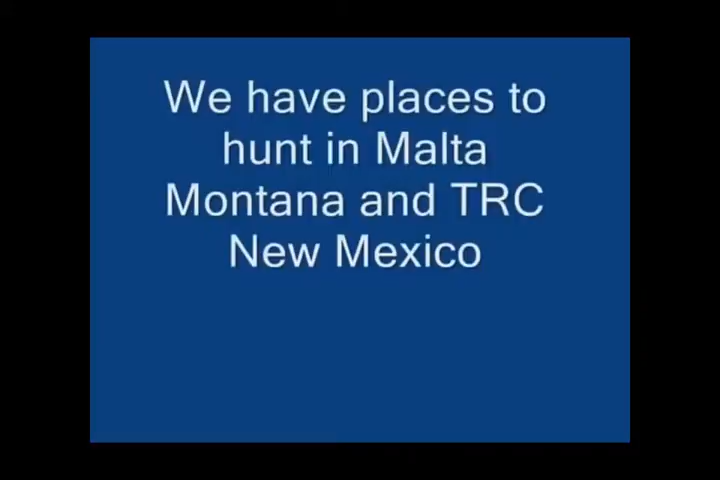 We have places to
hunt in Malta
Montana and TRC
New Mexico